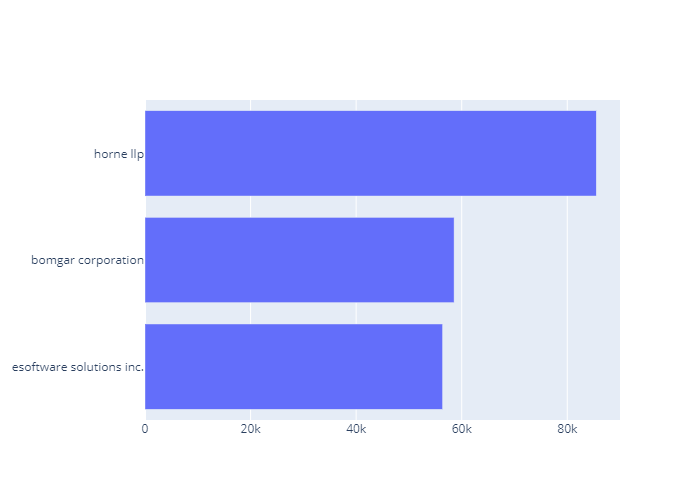 horne llp
bomgar corporation
esoftware solutions inc.
0 20k 40k 60k 80k